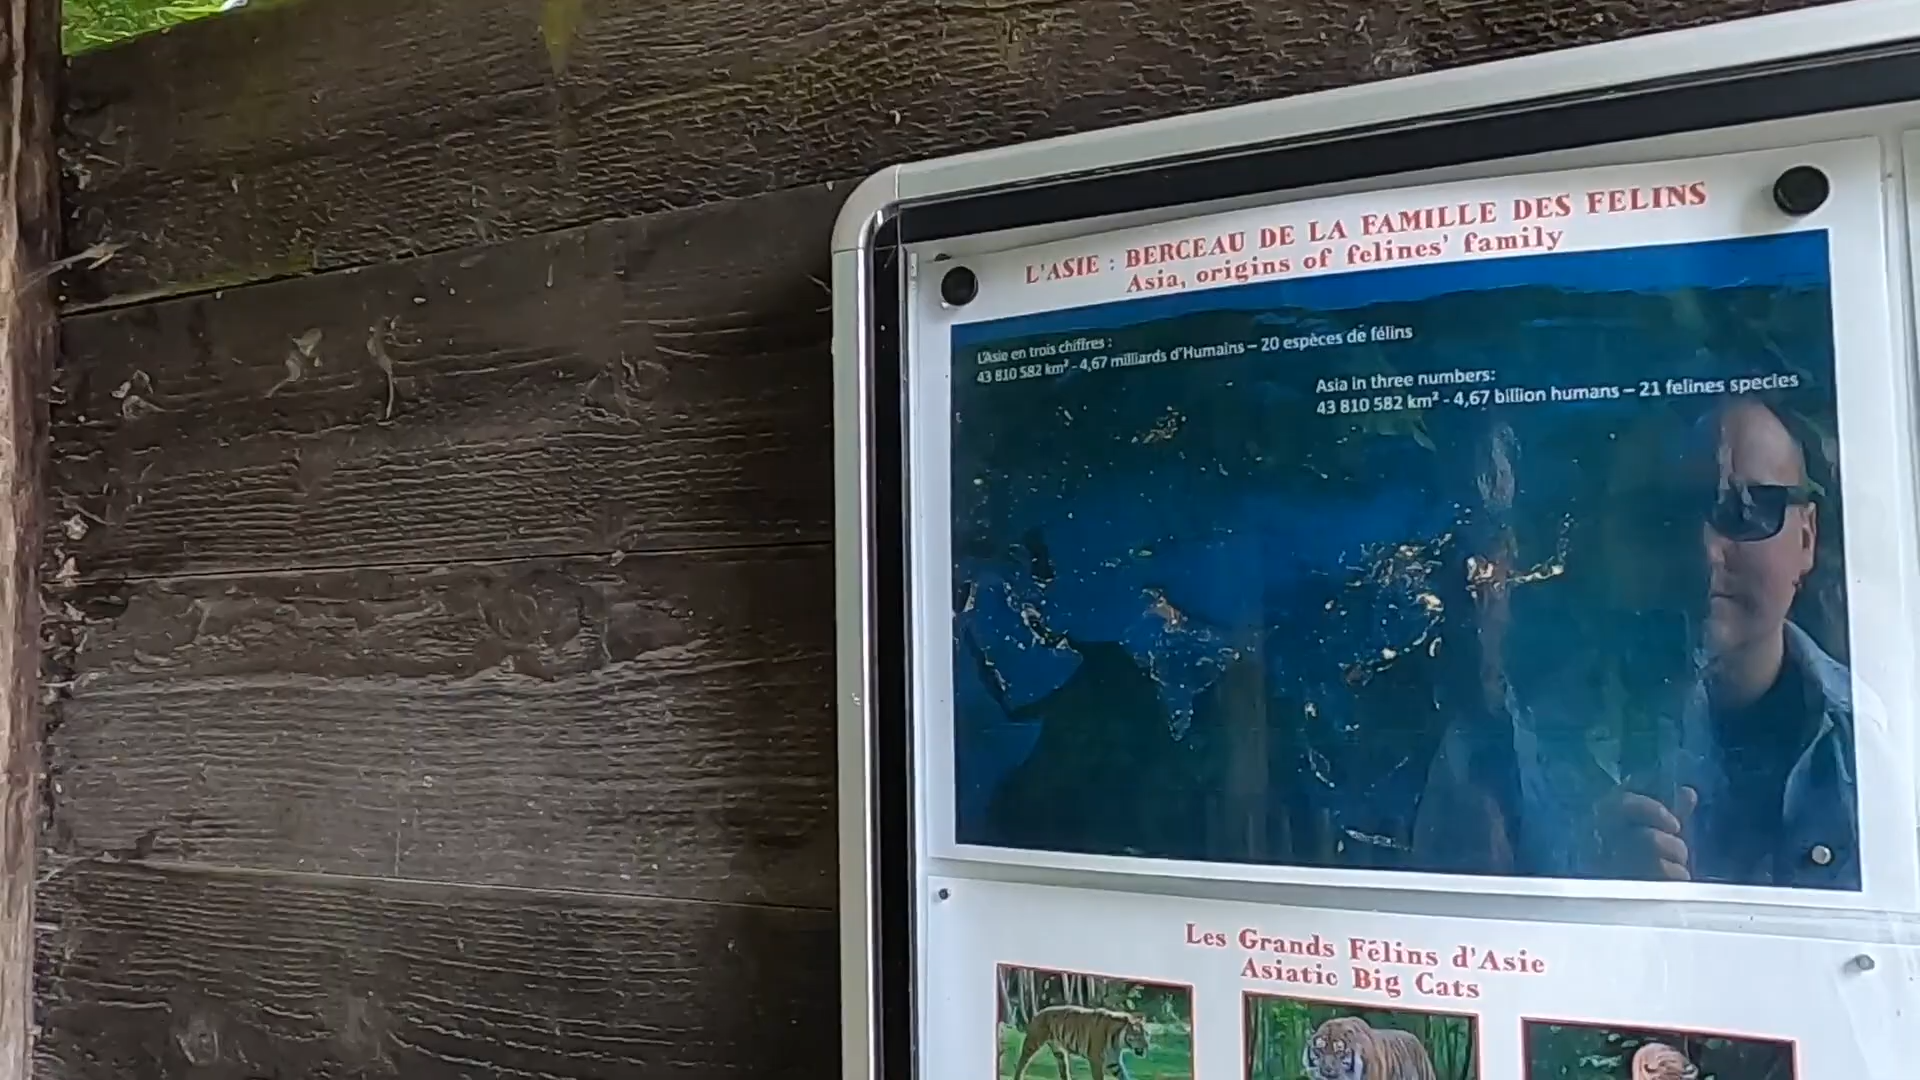 L'ASIE : BERCEAU DE LA FAMILLE DES FELINS
Asia, origins of felines' family
L'Asie en trois chiffres :
43 810 582 km² - 4,67 milliards d'Humains – 20 espèces de félins
Asia in three numbers:
43 810 582 km² - 4,67 billion humans – 21 felines species
Les Grands Félins d'Asie
Asiatic Big Cats